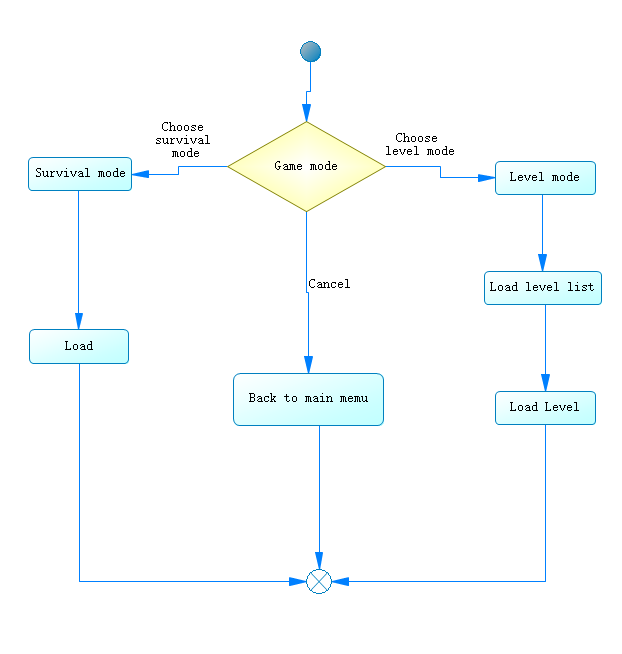 Choose
survival
mode
Choose
level mode
Game mode
Survival mode
Level mode
Cancel
Load level list
Load
Back to main memu
Load Level